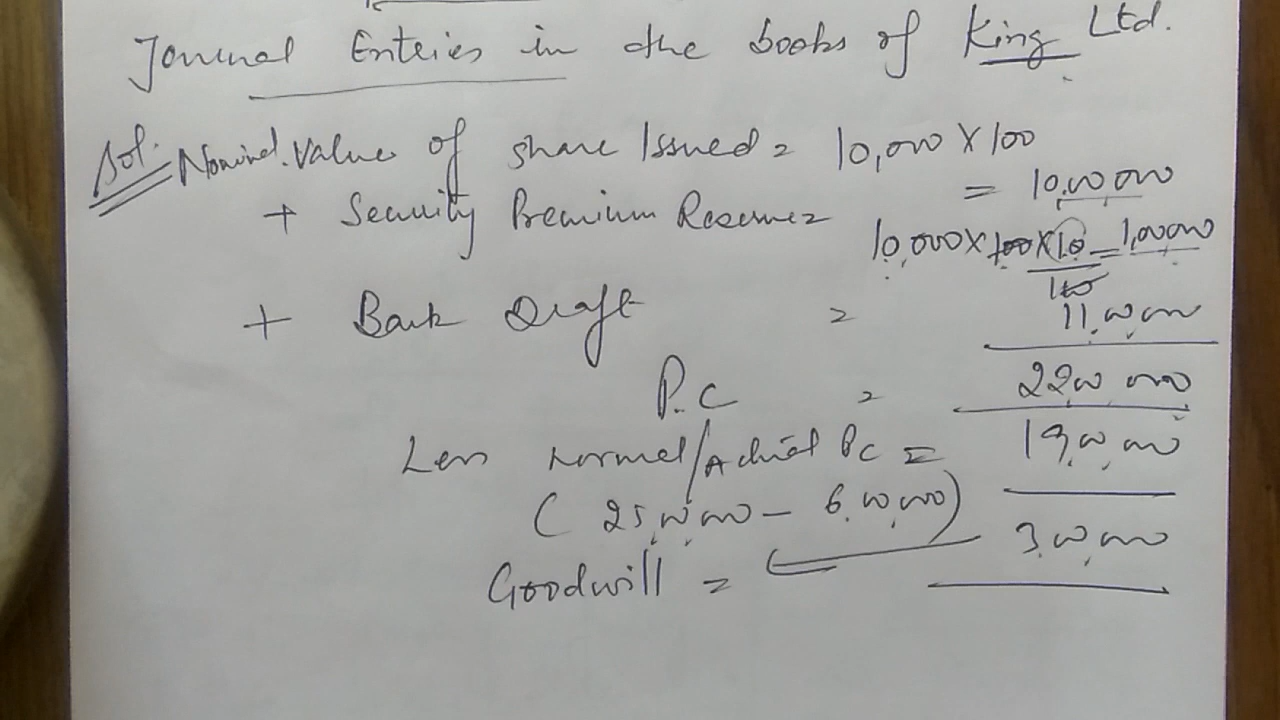 Journal Entries in the books of King Ltd.
Sol. Nominal Value of share Issued = 10,000 X 100
= 10,00,000
+ Security Premium Reserve =
10,000 X 100 X 10 = 1,00,000
100
+ Bank Draft = 11,00,000
P.C = 22,00,000
Less normal/Actual PC = 19,00,000
( 25,00,000 - 6,00,000)
3,00,000
Goodwill =